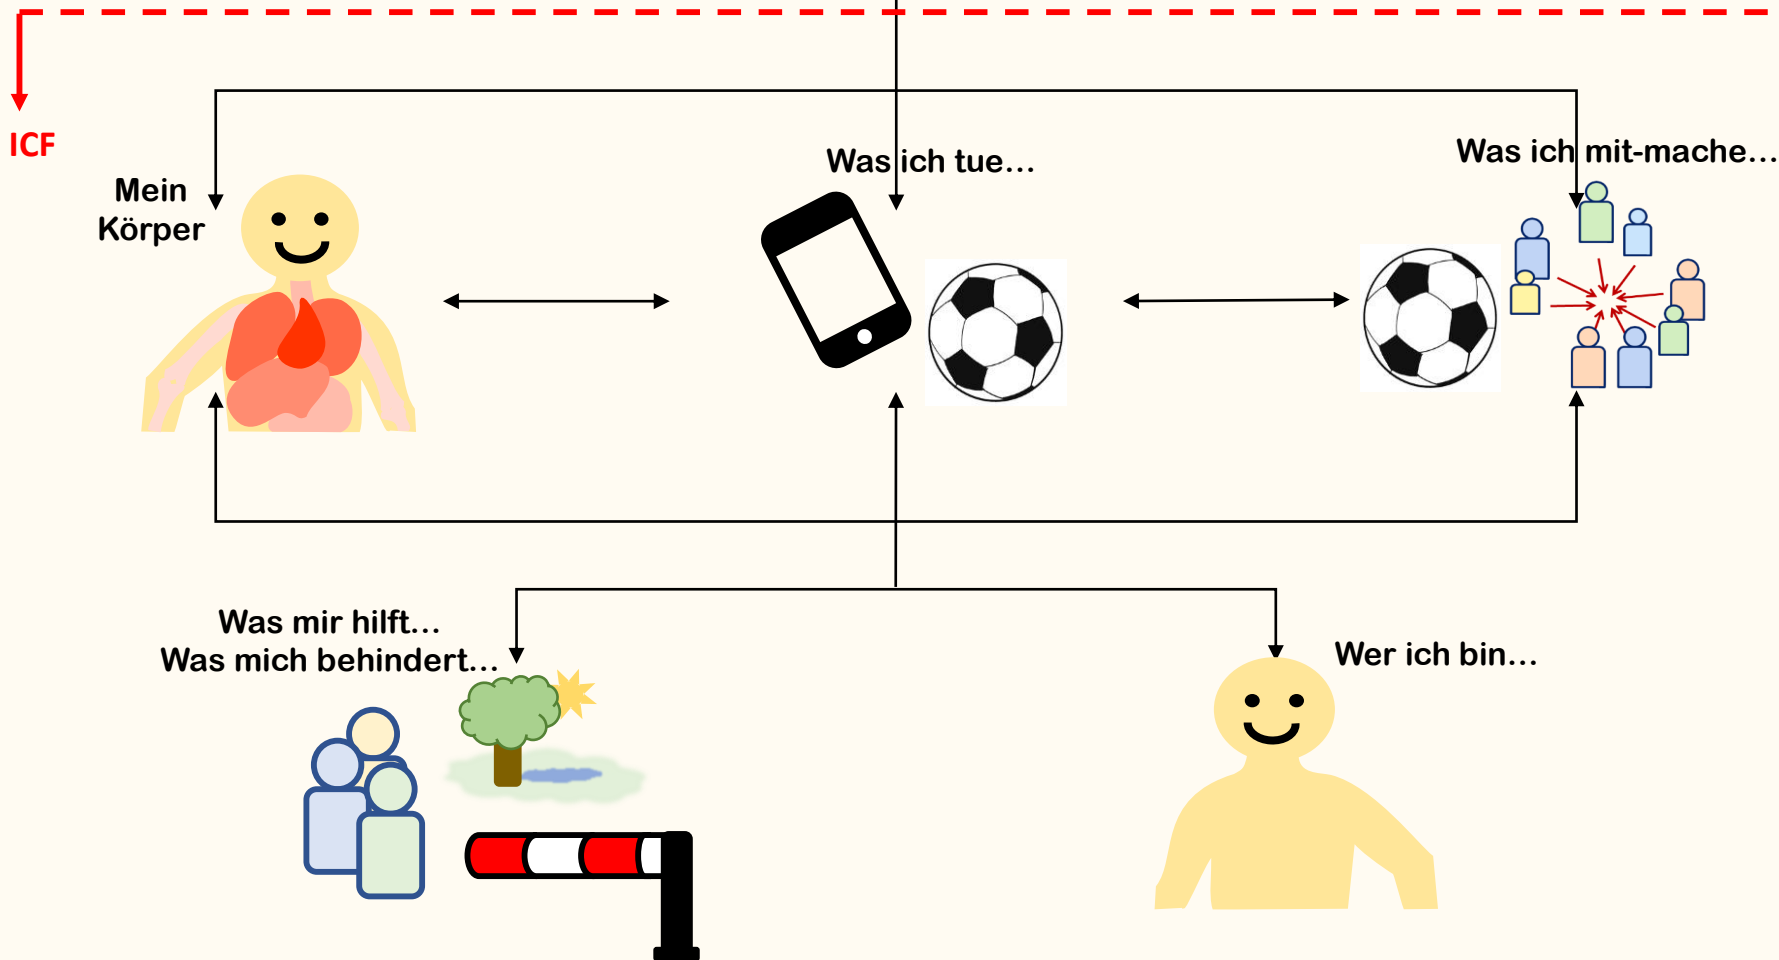 ICF
Mein
Körper
Was ich tue...
Was ich mit-mache...
Was mir hilft...
Was mich behindert...
Wer ich bin...